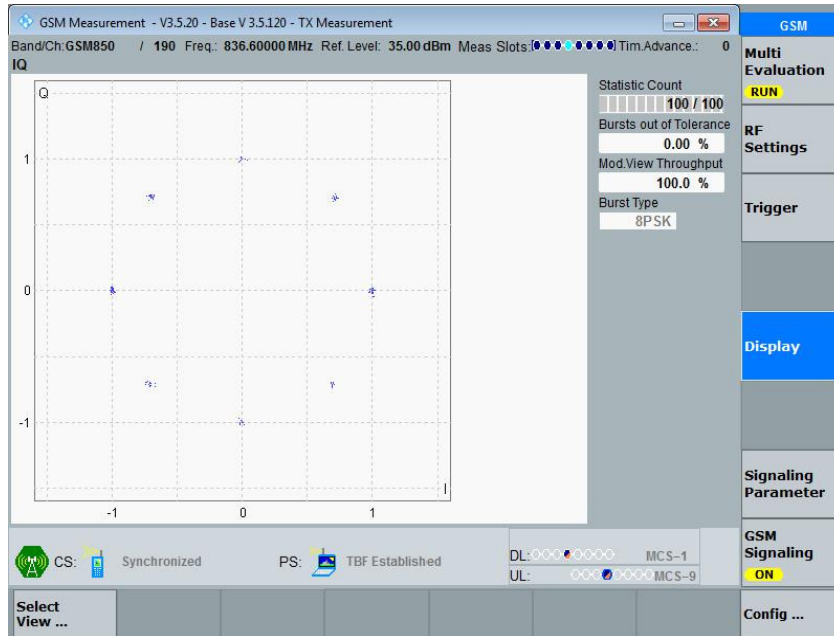 GSM Measurement - V3.5.20 - Base V 3.5.120 - TX Measurement
GSM
Band/Ch: GSM850 / 190 Freq.: 836.60000 MHz Ref. Level: 35.00 dBm Meas Slots: Tim.Advance.: 0
IQ
Multi
Evaluation
RUN
Q
Statistic Count
100 / 100
Bursts out of Tolerance
0.00 %
Mod.View Throughput
100.0 %
Burst Type
8PSK
RF
Settings
Trigger
1
0
-1
I
-1 0 1
Display
Signaling
Parameter
CS: Synchronized PS: TBF Established DL: MCS-1
UL: MCS-9
GSM
Signaling
ON
Select
View ...
Config ...